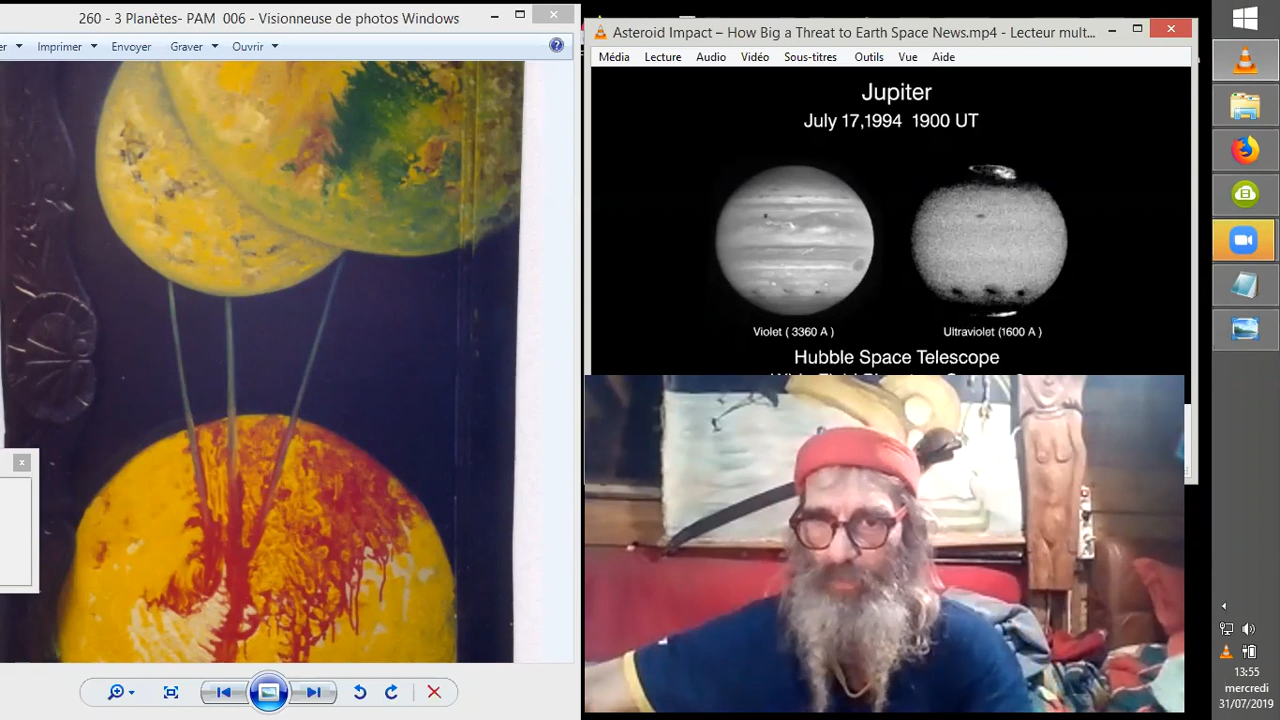 260 - 3 Planètes- PAM 006 - Visionneuse de photos Windows
Imprimer
Envoyer
Graver
Ouvrir
Asteroid Impact – How Big a Threat to Earth Space News.mp4 - Lecteur mult...
Média Lecture Audio Vidéo Sous-titres Outils Vue Aide
Jupiter
July 17,1994 1900 UT
Violet ( 3360 A )
Ultraviolet (1600 A )
Hubble Space Telescope
13:55
mercredi
31/07/2019